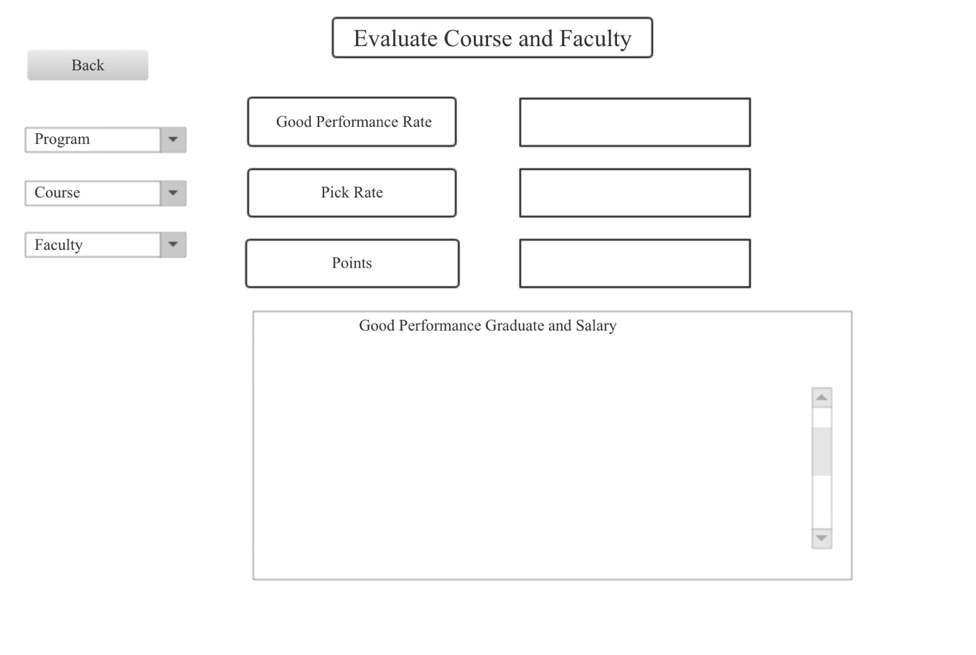 Evaluate Course and Faculty
Back
Good Performance Rate
Program
Pick Rate
Course
Faculty
Points
Good Performance Graduate and Salary